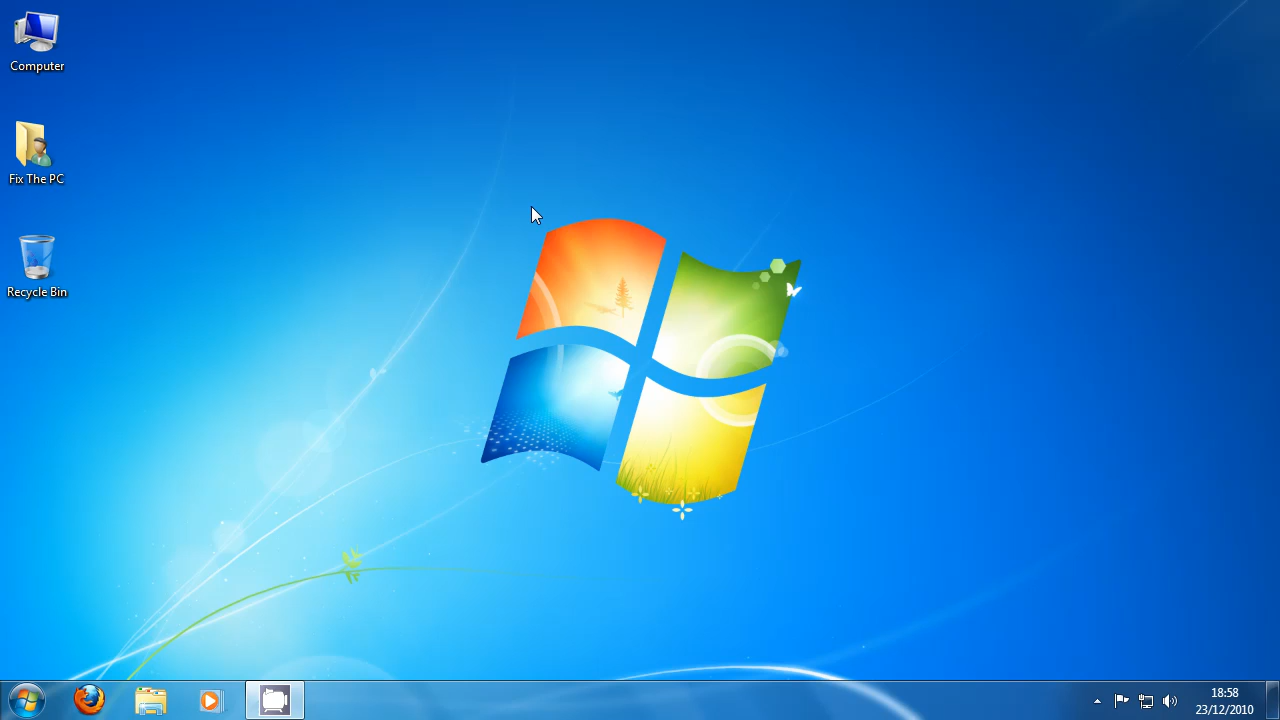 Computer
Fix The PC
Recycle Bin
18:58
23/12/2010